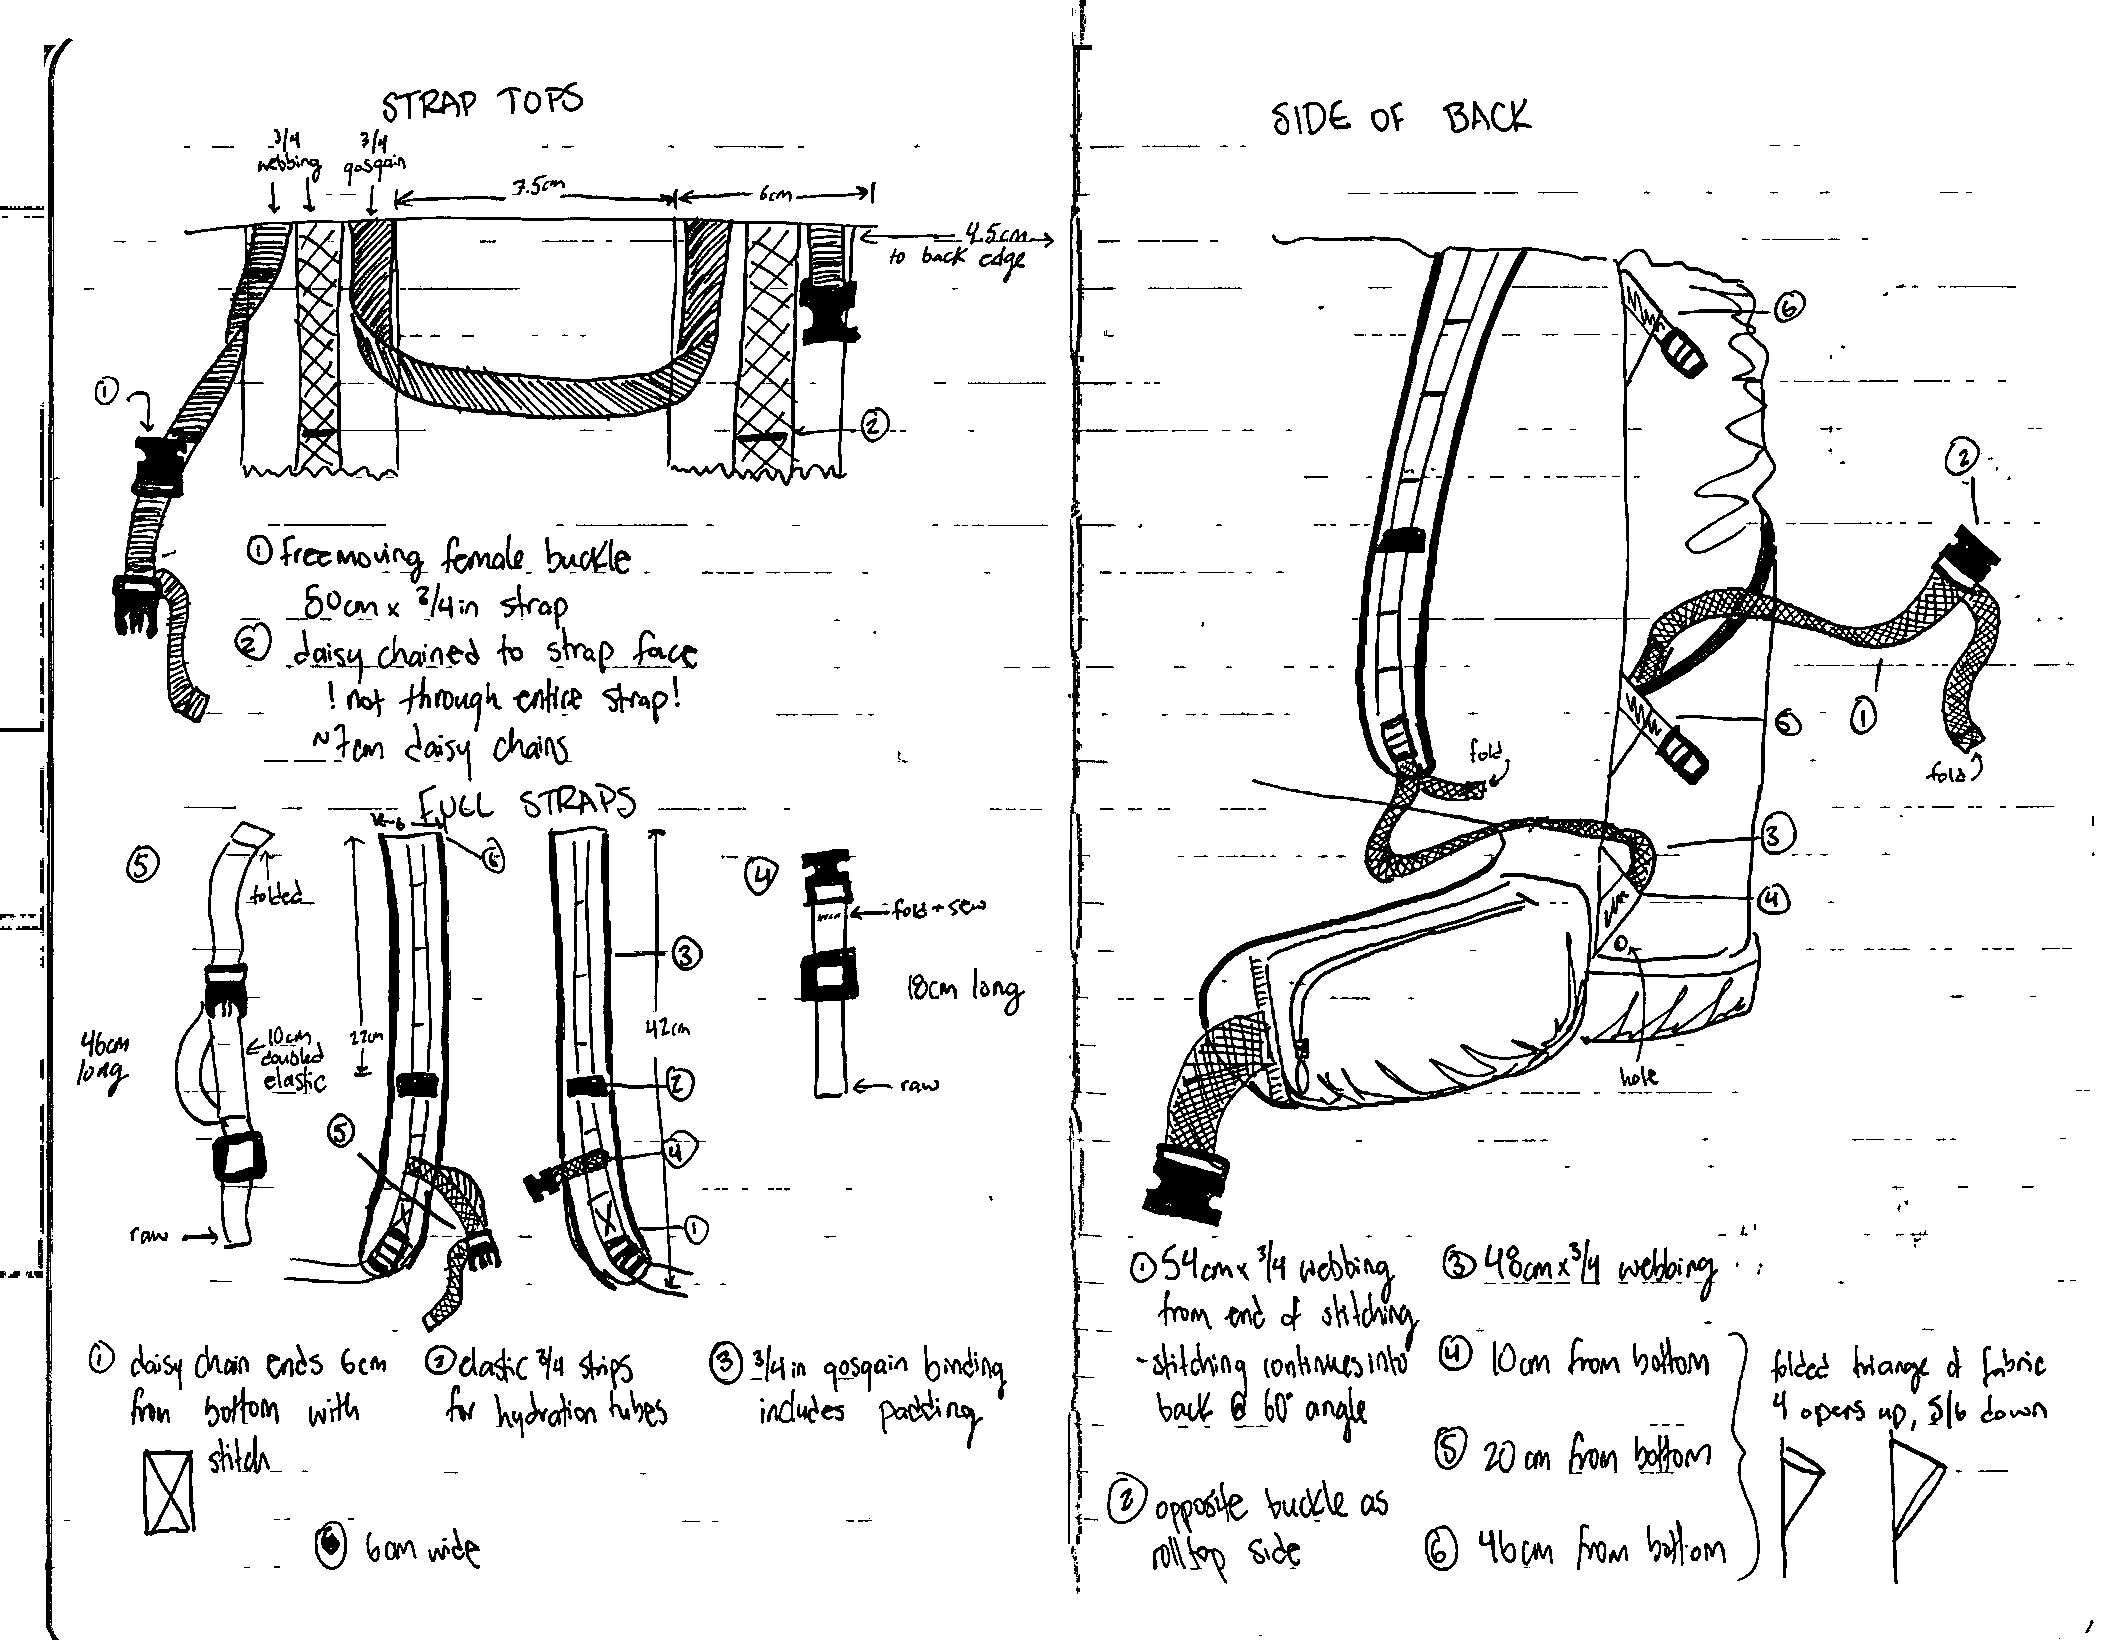 STRAP TOPS
3/4 webbing
3/4 gosgain
7.5cm
6cm
4.5cm
to back edge
①
②
① free moving female buckle
50cm x 3/4in strap
② daisy chained to strap face
! not through entire strap!
~7cm daisy chains
FULL STRAPS
⑤
folded
46cm
long
10cm
doubled
elastic
raw
6
⑥
22cm
⑤
42cm
③
②
④
①
④
fold + sew
18cm long
raw
① daisy chain ends 6cm
from bottom with
stitch
② elastic 3/4 strips
for hydration tubes
③ 3/4in gosgain binding
includes padding
6cm wide
SIDE OF BACK
⑥
②
①
fold
⑤
fold
③
④
hole
① 54cm x 3/4 webbing
from end of stitching
- stitching continues into
back @ 60° angle
② opposite buckle as
rolltop side
③ 48cm x 3/4 webbing
④ 10cm from bottom
⑤ 20cm from bottom
⑥ 46cm from bottom
folded triange of fabric
4 opens up, 5/6 down